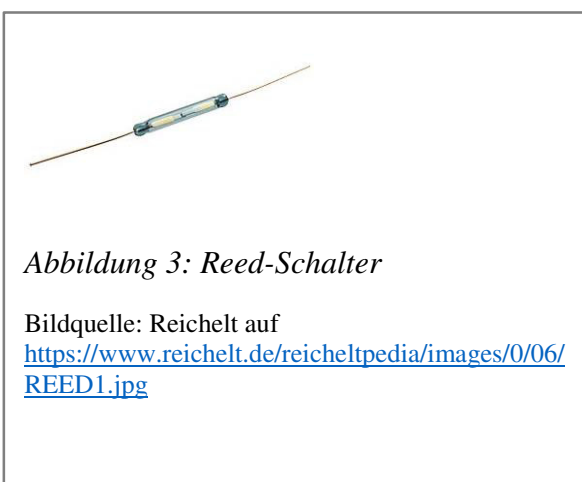 Abbildung 3: Reed-Schalter
Bildquelle: Reichelt auf
https://www.reichelt.de/reicheltpedia/images/0/06/
REED1.jpg